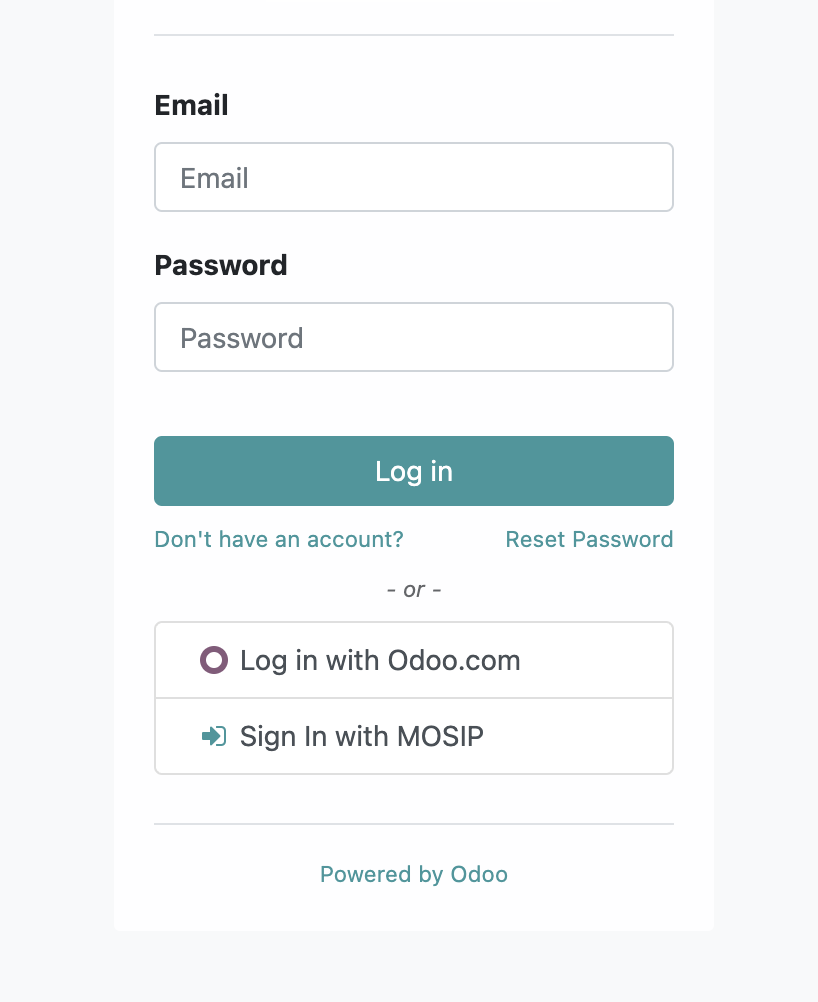 Email
Email
Password
Password
Log in
Don't have an account? Reset Password
- or -
Log in with Odoo.com
Sign In with MOSIP
Powered by Odoo